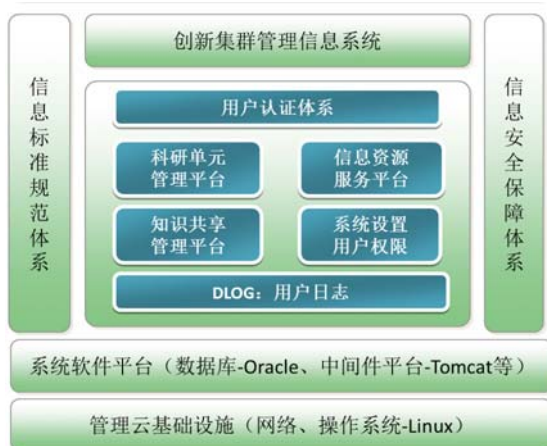 创新集群管理信息系统
信息标准规范体系
用户认证体系
科研单元
管理平台
信息资源
服务平台
知识共享
管理平台
系统设置
用户权限
DLOG：用户日志
信息安全保障体系
系统软件平台（数据库-Oracle、中间件平台-Tomcat等）
管理云基础设施（网络、操作系统-Linux）